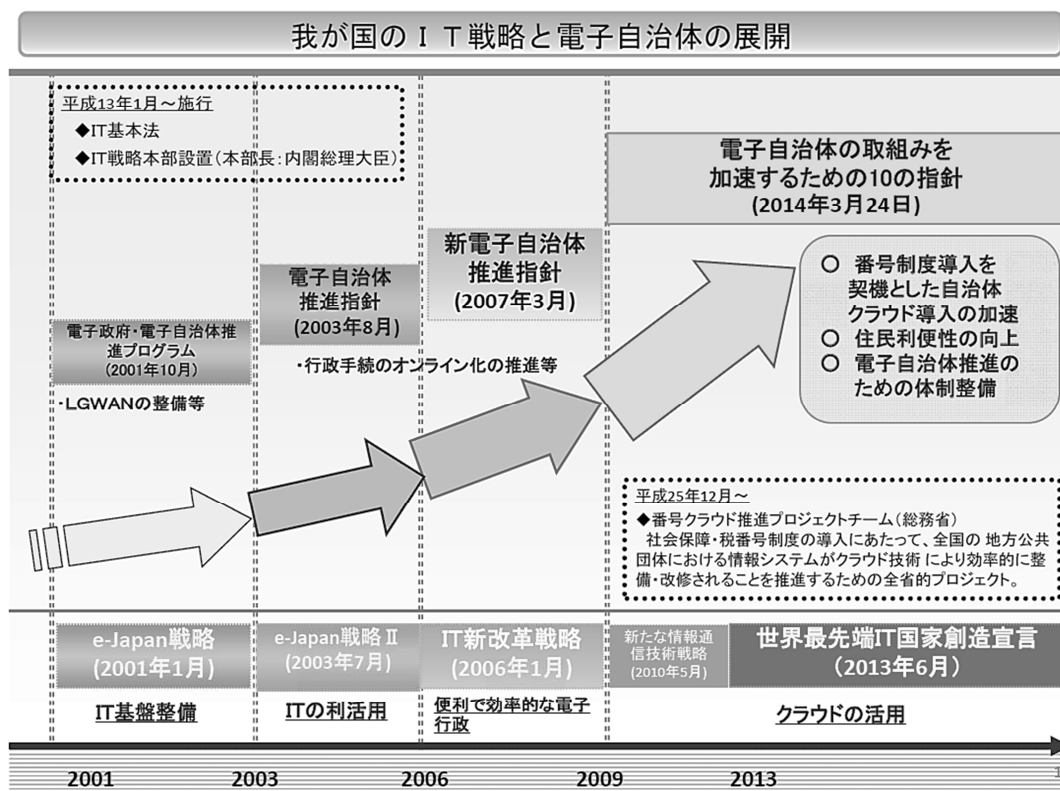 我が国のＩＴ戦略と電子自治体の展開
平成13年1月～施行
◆IT基本法
◆IT戦略本部設置（本部長：内閣総理大臣）
電子自治体の取組みを
加速するための10の指針
(2014年3月24日)
新電子自治体
推進指針
(2007年3月)
電子自治体
推進指針
(2003年8月)
電子政府・電子自治体推
進プログラム
(2001年10月)
・行政手続のオンライン化の推進等
・LGWANの整備等
○ 番号制度導入を
契機とした自治体
クラウド導入の加速
○ 住民利便性の向上
○ 電子自治体推進の
ための体制整備
平成25年12月～
◆番号クラウド推進プロジェクトチーム（総務省）
社会保障・税番号制度の導入にあたって、全国の 地方公共
団体における情報システムがクラウド技術 により効率的に整
備・改修されることを推進するための全省的プロジェクト。
e-Japan戦略
(2001年1月)
e-Japan戦略Ⅱ
(2003年7月)
IT新改革戦略
(2006年1月)
新たな情報通
信技術戦略
(2010年5月)
世界最先端IT国家創造宣言
（2013年6月）
IT基盤整備
ITの利活用
便利で効率的な電子
行政
クラウドの活用
2001
2003
2006
2009
2013
1